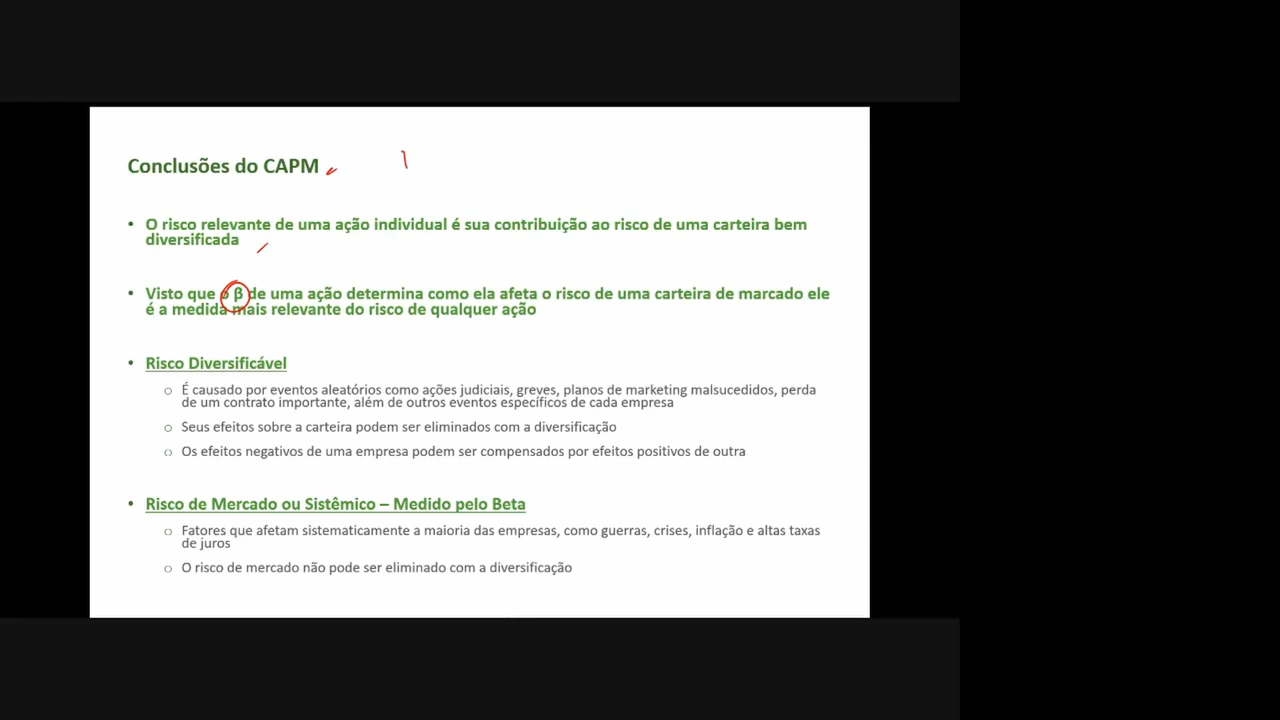 Conclusões do CAPM
• O risco relevante de uma ação individual é sua contribuição ao risco de uma carteira bem
diversificada
• Visto que o β de uma ação determina como ela afeta o risco de uma carteira de marcado ele
é a medida mais relevante do risco de qualquer ação
• Risco Diversificável
o É causado por eventos aleatórios como ações judiciais, greves, planos de marketing malsucedidos, perda
de um contrato importante, além de outros eventos específicos de cada empresa
o Seus efeitos sobre a carteira podem ser eliminados com a diversificação
o Os efeitos negativos de uma empresa podem ser compensados por efeitos positivos de outra
• Risco de Mercado ou Sistêmico – Medido pelo Beta
o Fatores que afetam sistematicamente a maioria das empresas, como guerras, crises, inflação e altas taxas
de juros
o O risco de mercado não pode ser eliminado com a diversificação